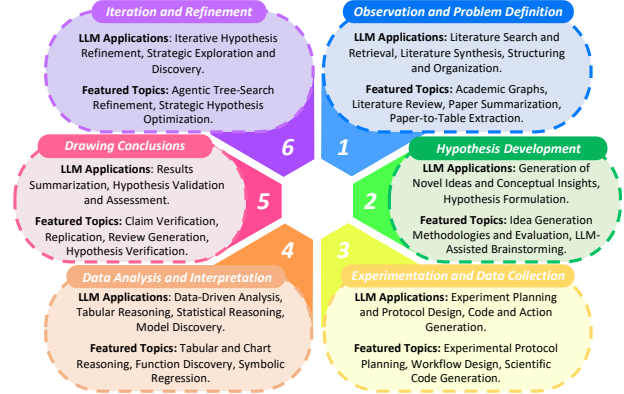 Observation and Problem Definition
LLM Applications: Literature Search and
Retrieval, Literature Synthesis, Structuring
and Organization.
Featured Topics: Academic Graphs,
Literature Review, Paper Summarization,
Paper-to-Table Extraction.
1
Hypothesis Development
LLM Applications: Generation of
Novel Ideas and Conceptual Insights,
Hypothesis Formulation.
Featured Topics: Idea Generation
Methodologies and Evaluation, LLM-
Assisted Brainstorming.
2
Experimentation and Data Collection
LLM Applications: Experiment Planning
and Protocol Design, Code and Action
Generation.
Featured Topics: Experimental Protocol
Planning, Workflow Design, Scientific
Code Generation.
3
Data Analysis and Interpretation
LLM Applications: Data-Driven Analysis,
Tabular Reasoning, Statistical Reasoning,
Model Discovery.
Featured Topics: Tabular and Chart
Reasoning, Function Discovery, Symbolic
Regression.
4
Drawing Conclusions
LLM Applications: Results
Summarization, Hypothesis Validation
and Assessment.
Featured Topics: Claim Verification,
Replication, Review Generation,
Hypothesis Verification.
5
Iteration and Refinement
LLM Applications: Iterative Hypothesis
Refinement, Strategic Exploration and
Discovery.
Featured Topics: Agentic Tree-Search
Refinement, Strategic Hypothesis
Optimization.
6